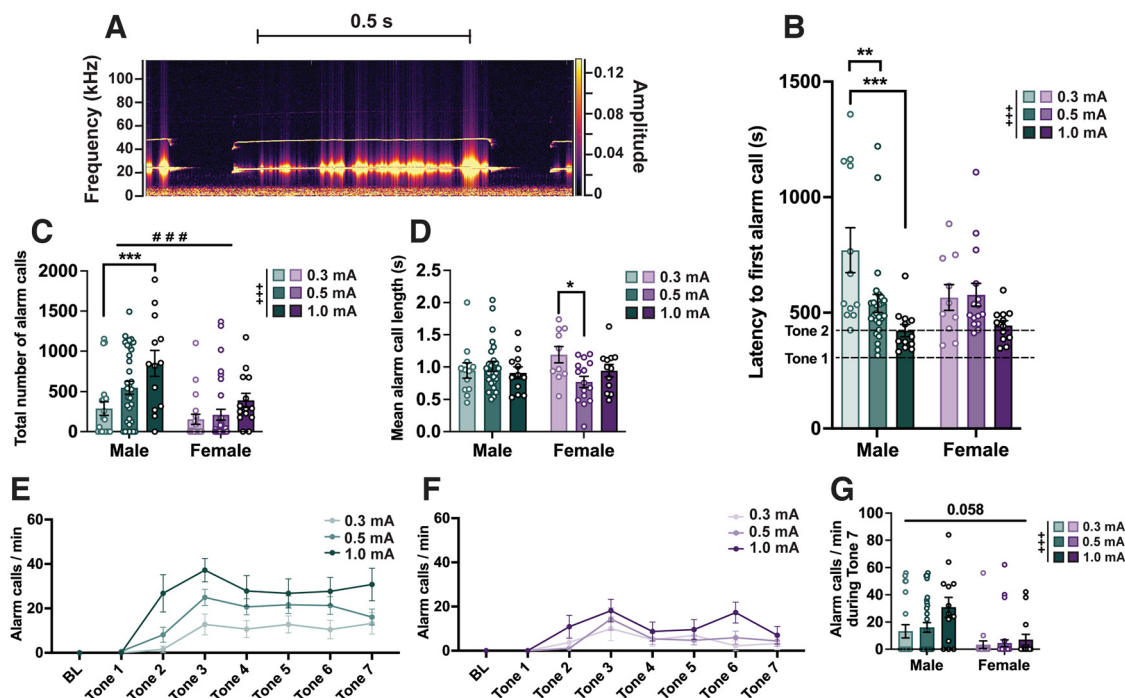 A
0.5 s
Frequency (kHz)
100
80
60
40
20
0
0.12
0.08
0.04
0
Amplitude
B
**
***
Latency to first alarm call (s)
1500
1000
500
0
Tone 2
Tone 1
Male
Female
+++
0.3 mA
0.5 mA
1.0 mA
C
# # #
***
Total number of alarm calls
2000
1500
1000
500
0
Male
Female
+++
0.3 mA
0.5 mA
1.0 mA
D
*
Mean alarm call length (s)
2.5
2.0
1.5
1.0
0.5
0.0
Male
Female
0.3 mA
0.5 mA
1.0 mA
E
Alarm calls / min
60
40
20
0
BL
Tone 1
Tone 2
Tone 3
Tone 4
Tone 5
Tone 6
Tone 7
0.3 mA
0.5 mA
1.0 mA
F
Alarm calls / min
60
40
20
0
BL
Tone 1
Tone 2
Tone 3
Tone 4
Tone 5
Tone 6
Tone 7
0.3 mA
0.5 mA
1.0 mA
G
0.058
Alarm calls / min
during Tone 7
100
80
60
40
20
0
Male
Female
+++
0.3 mA
0.5 mA
1.0 mA